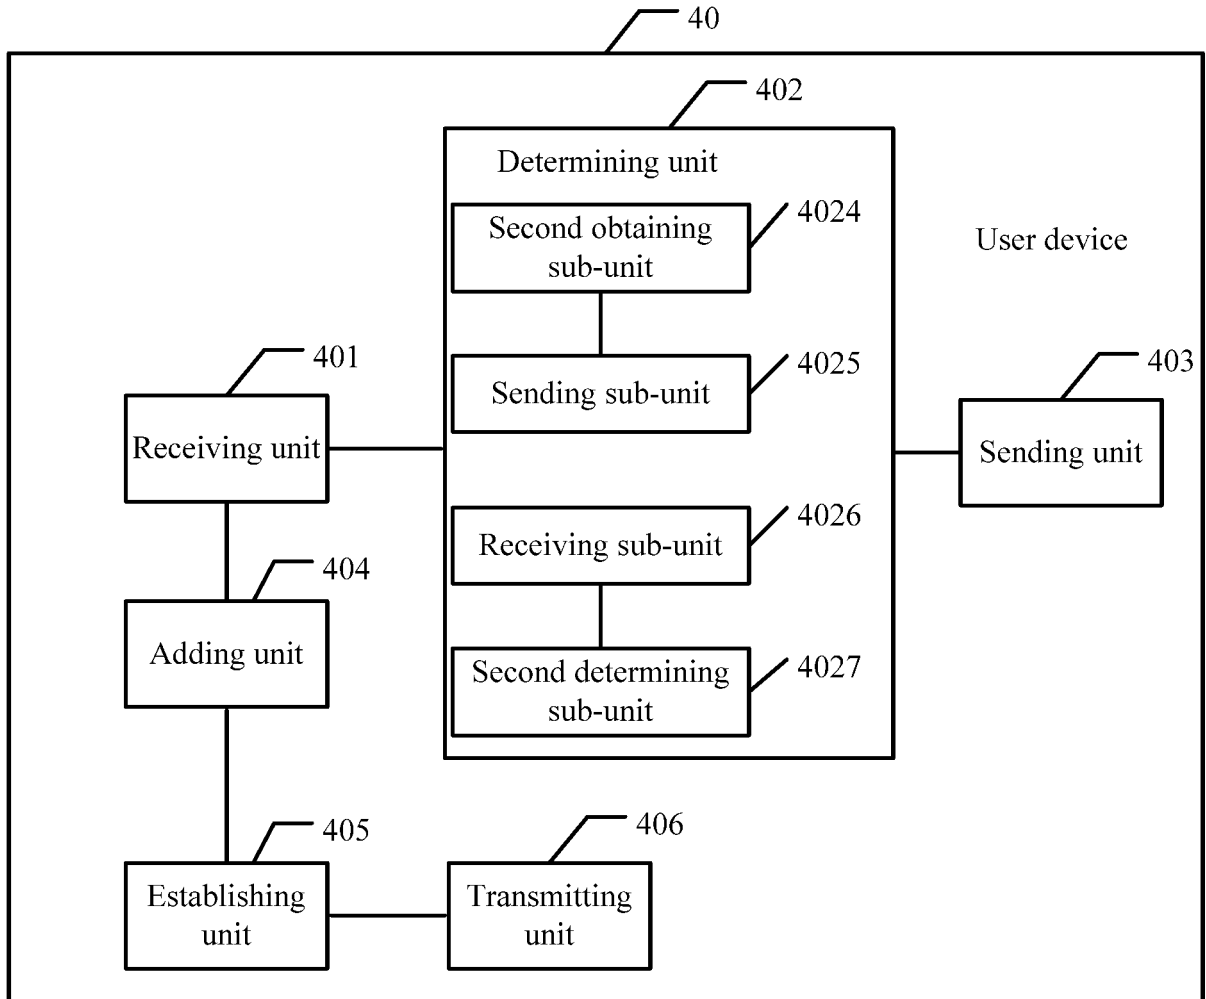 40
402
Determining unit
4024
Second obtaining
sub-unit
User device
401
4025
403
Sending sub-unit
Receiving unit
Sending unit
4026
Receiving sub-unit
404
Adding unit
4027
Second determining
sub-unit
405
406
Establishing
unit
Transmitting
unit